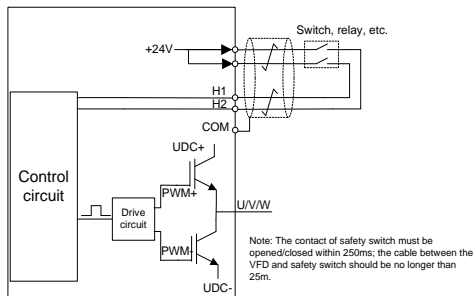 Switch, relay, etc.
+24V
H1
H2
COM
UDC+
Control
circuit
PWM+
Drive
circuit
U/V/W
PWM-
UDC-
Note: The contact of safety switch must be
opened/closed within 250ms; the cable between the
VFD and safety switch should be no longer than
25m.